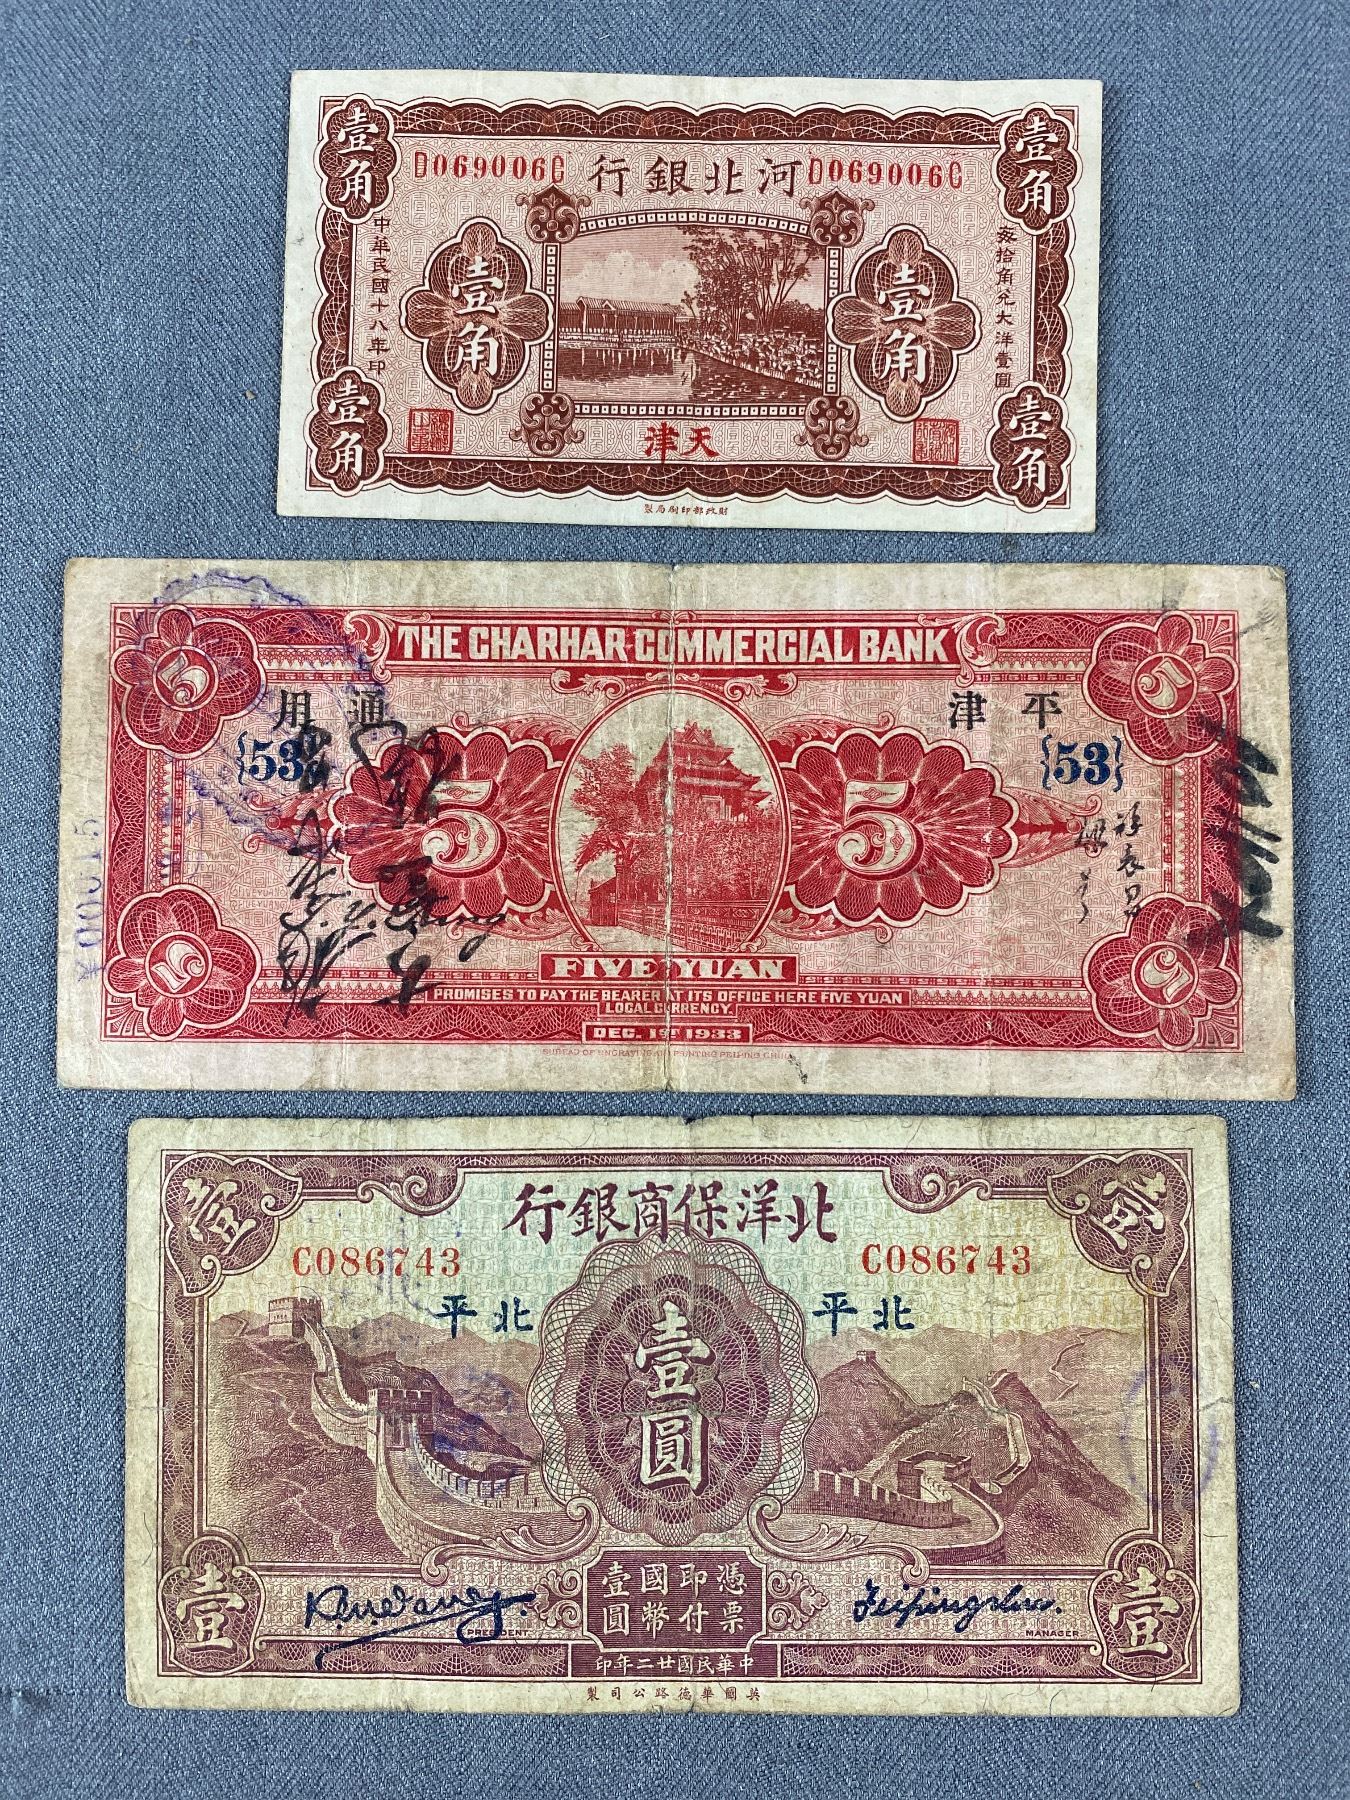 壹角
壹角
D069006C
河北銀行
D069006C
中華民國十八年印
每拾角兌大洋壹圓
壹角
壹角
天津
壹角
壹角
財政部印刷局製
5
THE CHARHAR COMMERCIAL BANK
5
通用
平津
{53}
{53}
5
5
5
FIVE YUAN
5
PROMISES TO PAY THE BEARER AT ITS OFFICE HERE FIVE YUAN
LOCAL CURRENCY.
DEC. 1ST 1933
BUREAU OF ENGRAVING AND PRINTING PEIPING CHINA
壹
北洋保商銀行
壹
C086743
C086743
北平
北平
壹圓
憑票
即付
國幣
壹圓
壹
PRESIDENT
MANAGER
壹
中華民國廿二年印
英國華德路公司製